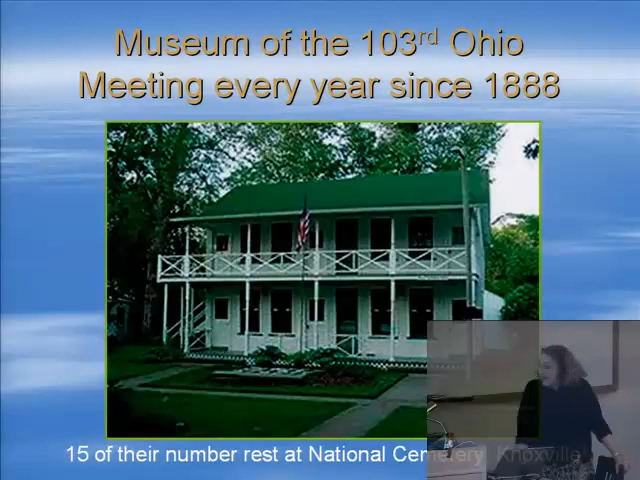 Museum of the 103rd Ohio
Meeting every year since 1888
15 of their number rest at National Cemetery, Knoxville